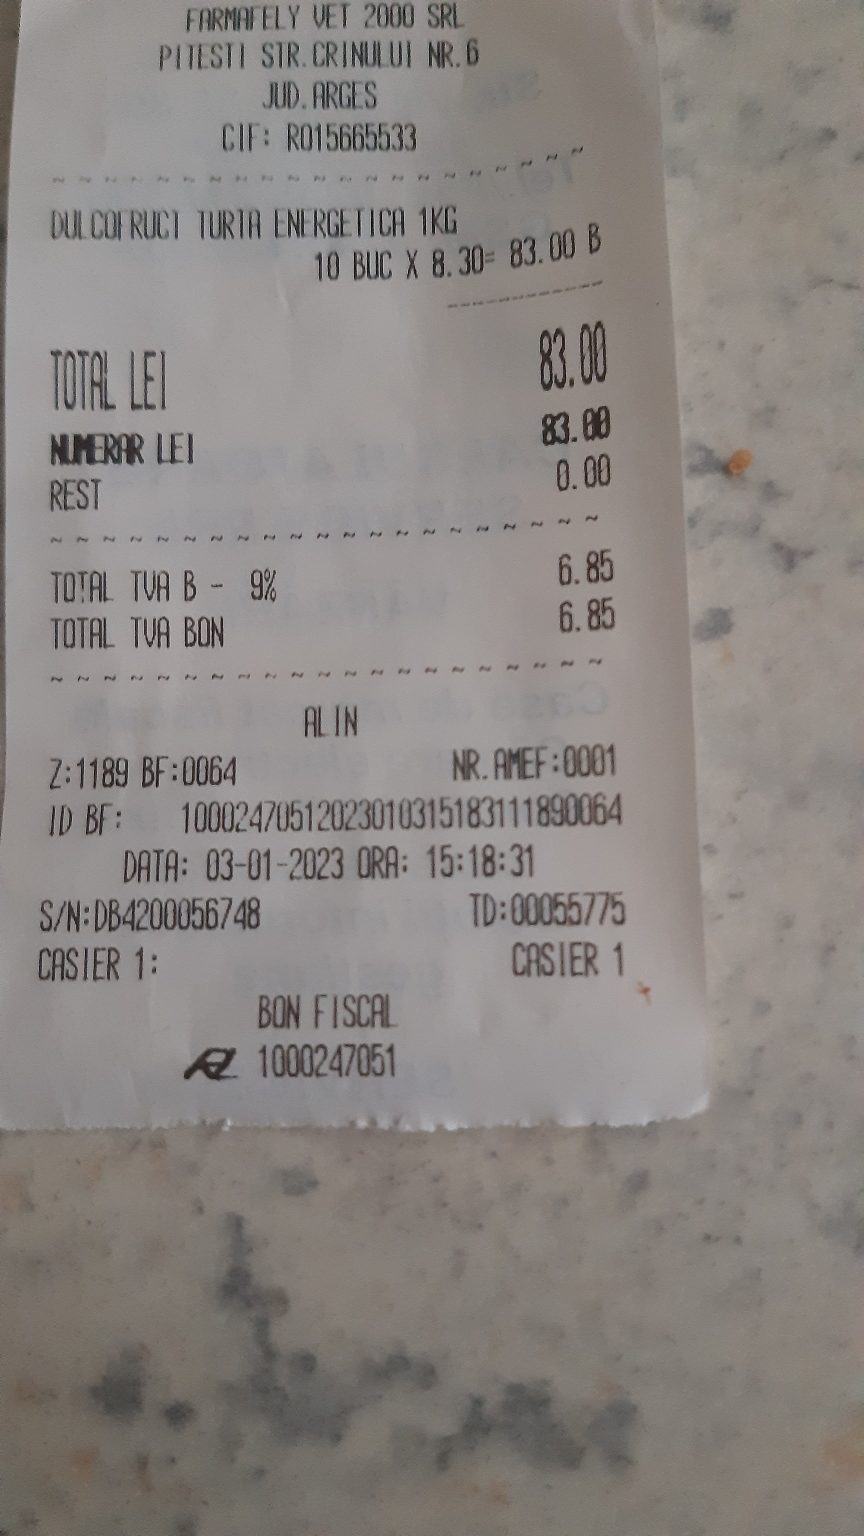 FARMAFELY VET 2000 SRL
PITESTI STR.CRINULUI NR.6
JUD.ARGES
CIF: RO15665533
DULCOFRUCT TURTA ENERGETICA 1KG
10 BUC X 8.30= 83.00 B
TOTAL LEI 83.00
NUMERAR LEI 83.00
REST 0.00
TOTAL TVA B - 9% 6.85
TOTAL TVA BON 6.85
ALIN
Z:1189 BF:0064 NR.AMEF:0001
ID BF: 10002470512023010315183111890064
DATA: 03-01-2023 ORA: 15:18:31
S/N:DB4200056748 TD:00055775
CASIER 1: CASIER 1
BON FISCAL
1000247051